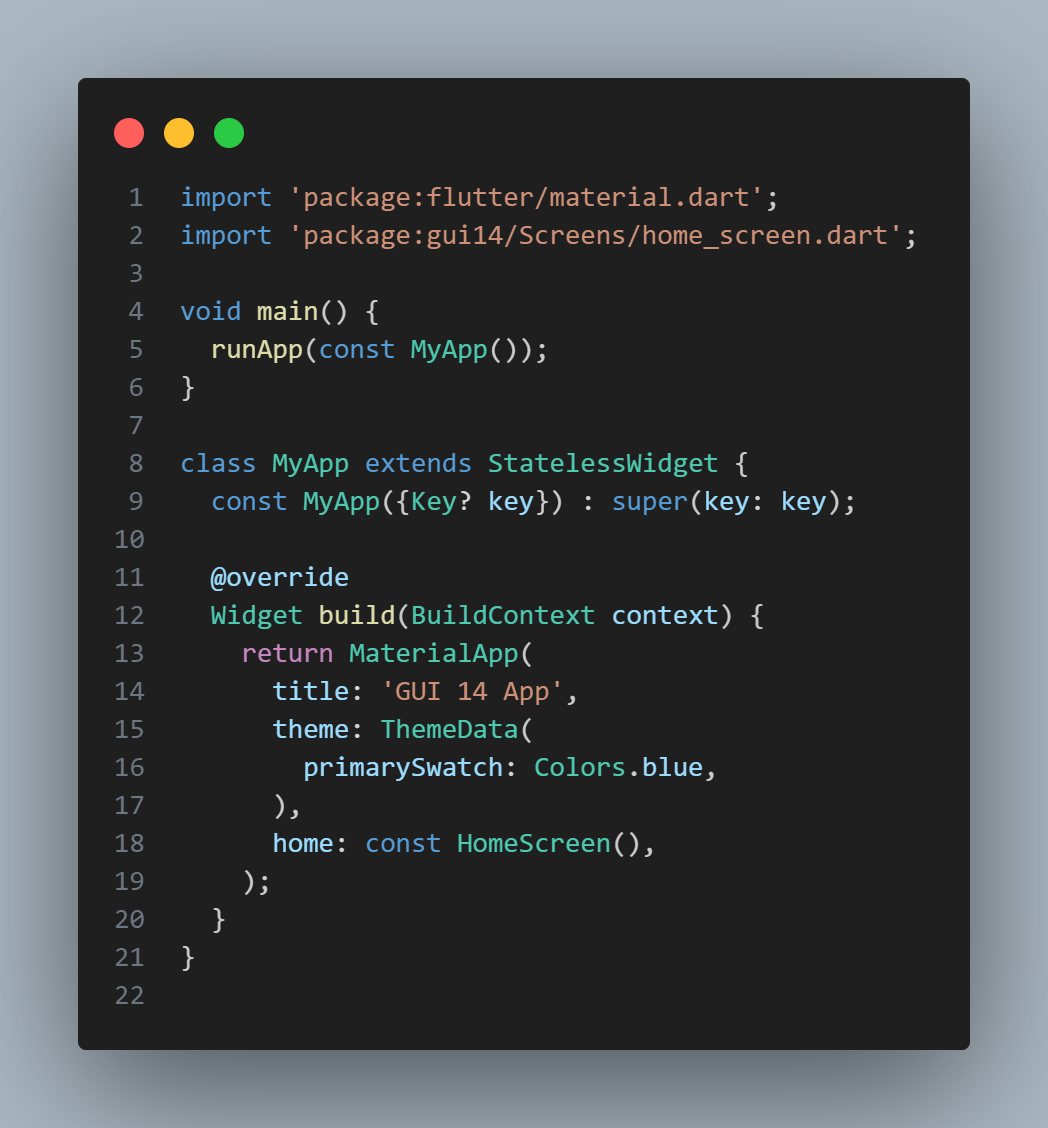 1 import 'package:flutter/material.dart';
2 import 'package:gui14/Screens/home_screen.dart';
3
4 void main() {
5   runApp(const MyApp());
6 }
7
8 class MyApp extends StatelessWidget {
9   const MyApp({Key? key}) : super(key: key);
10
11   @override
12   Widget build(BuildContext context) {
13     return MaterialApp(
14       title: 'GUI 14 App',
15       theme: ThemeData(
16         primarySwatch: Colors.blue,
17       ),
18       home: const HomeScreen(),
19     );
20   }
21 }
22